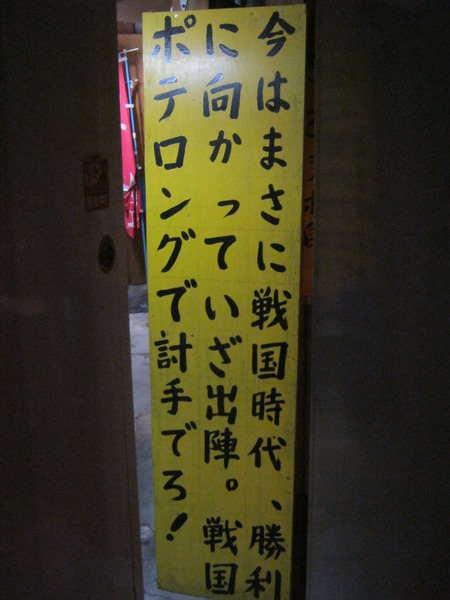 今はまさに戦国時代、勝利
に向かっていざ出陣。戦国
ポテロングで討手でろ！